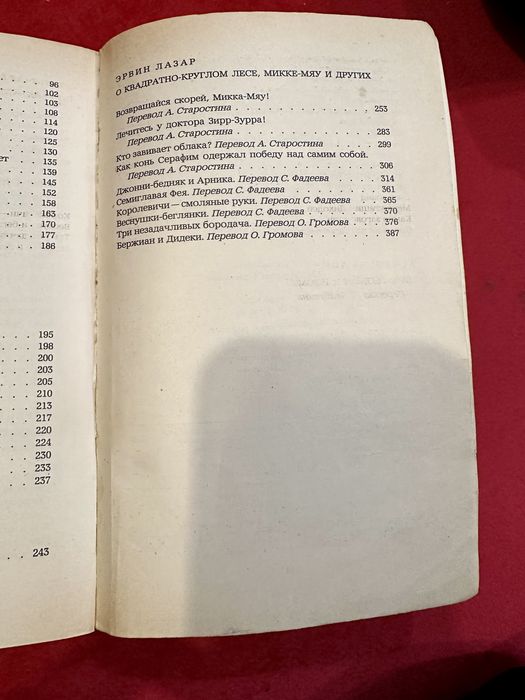 96
102
103
108
114
120
125
130
ет 135
139
145
152
158
163
170
177
186
195
198
200
203
205
210
213
217
220
224
230
233
237
243
ЭРВИН ЛАЗАР
О КВАДРАТНО-КРУГЛОМ ЛЕСЕ, МИККЕ-МЯУ И ДРУГИХ
Возвращайся скорей, Микка-Мяу!
Перевод А. Старостина . . . . . . . . . . . . 253
Лечитесь у доктора Зирр-Зурра!
Перевод А. Старостина . . . . . . . . . . . . 283
Кто завивает облака? Перевод А. Старостина . . . 299
Как конь Серафим одержал победу над самим собой.
Перевод А. Старостина . . . . . . . . . . . . 306
Джонни-бедняк и Арника. Перевод С. Фадеева . . . 314
Семиглавая фея. Перевод С. Фадеева . . . . . . 361
Королевичи — смоляные руки. Перевод С. Фадеева . . 365
Веснушки-беглянки. Перевод С. Фадеева . . . . . 370
Три незадачливых бородача. Перевод О. Громова . . 376
Бержиан и Дидеки. Перевод О. Громова . . . . . . 387